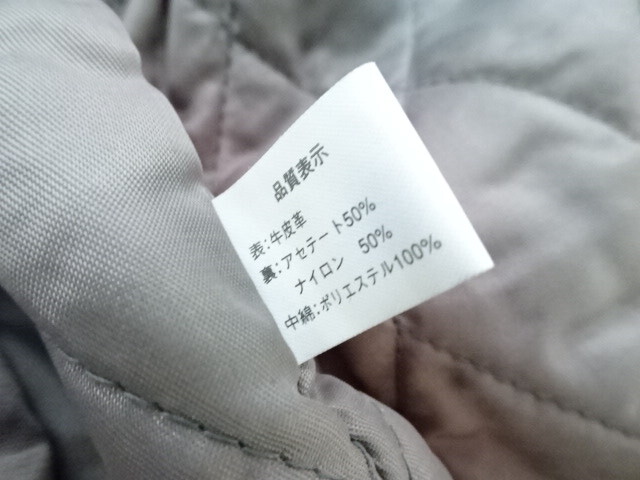 品質表示
表:牛皮革
裏:アセテート50%
ナイロン 50%
中綿:ポリエステル100%